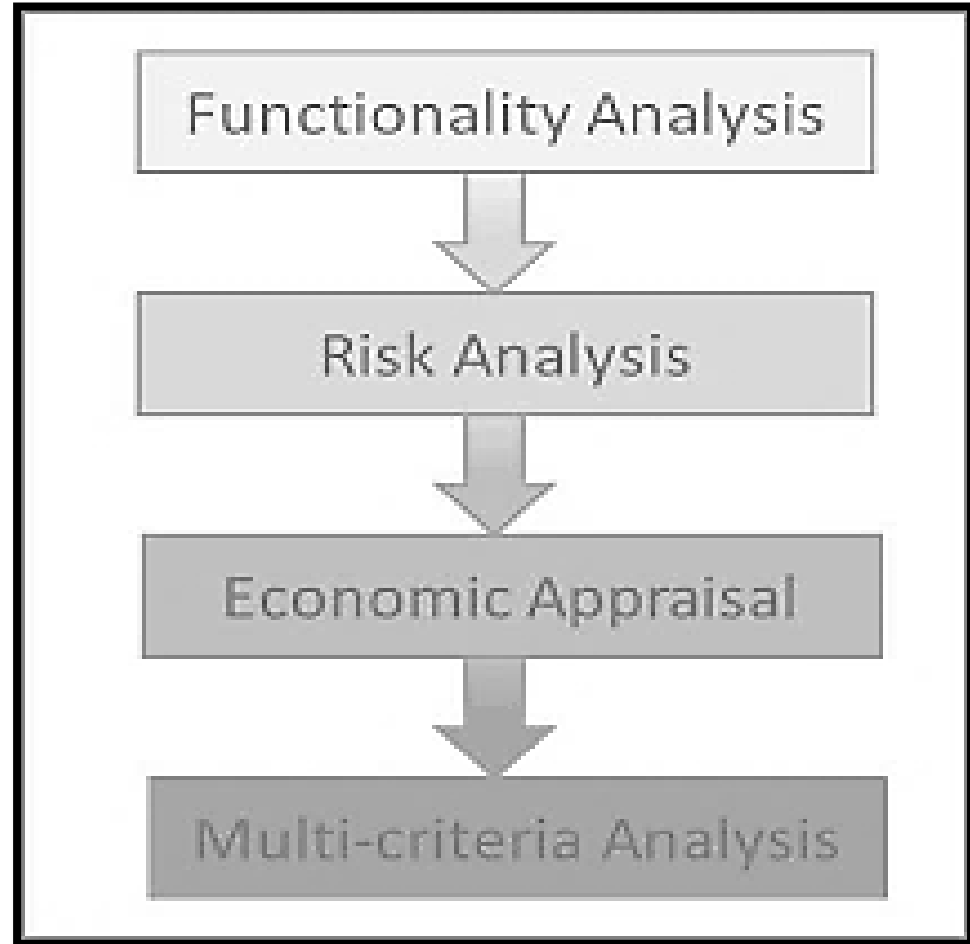 Functionality Analysis
Risk Analysis
Economic Appraisal
Multi-criteria Analysis